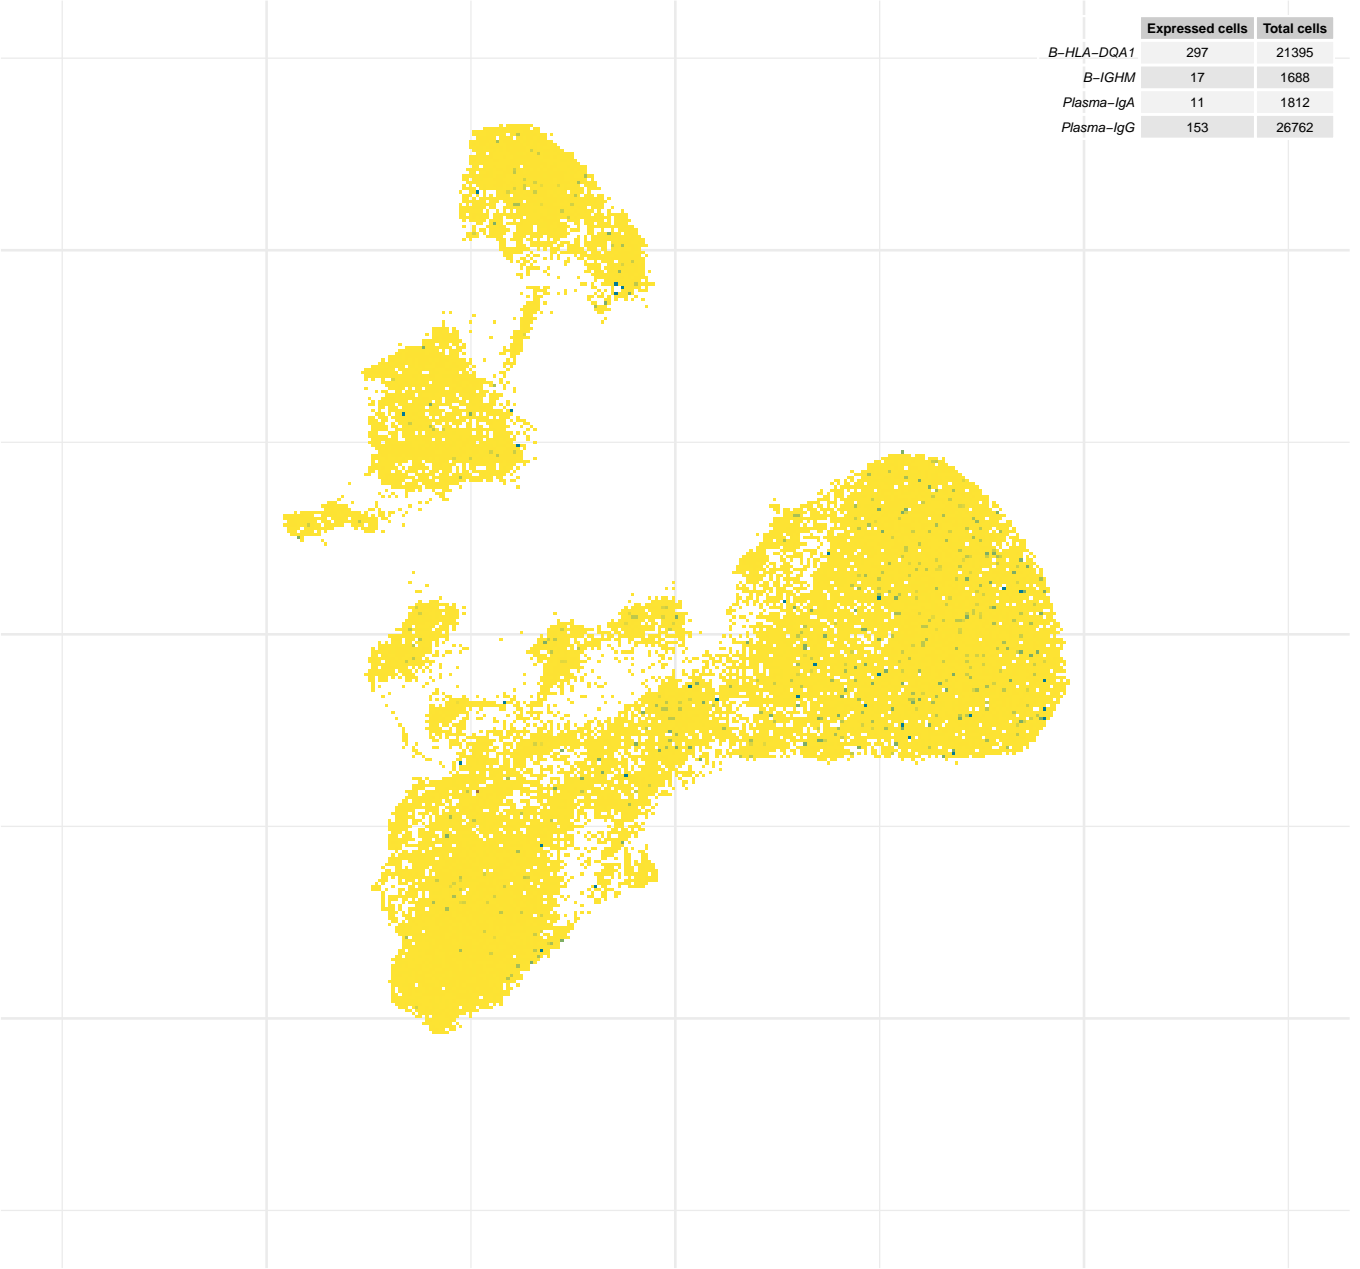 Expressed cells Total cells
B−HLA−DQA1 297 21395
B−IGHM 17 1688
Plasma−IgA 11 1812
Plasma−IgG 153 26762